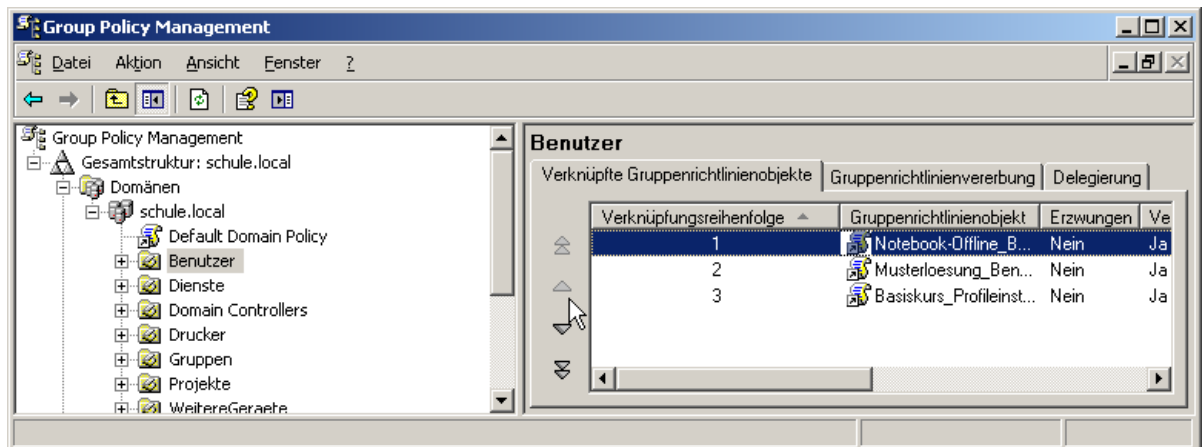 Group Policy Management
Datei Aktion Ansicht Fenster ?
Group Policy Management
Gesamtstruktur: schule.local
Domänen
schule.local
Default Domain Policy
Benutzer
Dienste
Domain Controllers
Drucker
Gruppen
Projekte
WeitereGeraete
Benutzer
Verknüpfte Gruppenrichtlinienobjekte Gruppenrichtlinienvererbung Delegierung
Verknüpfungsreihenfolge Gruppenrichtlinienobjekt Erzwungen Ve
1 Notebook-Offline_B... Nein Ja
2 Musterloesung_Ben... Nein Ja
3 Basiskurs_Profileinst... Nein Ja